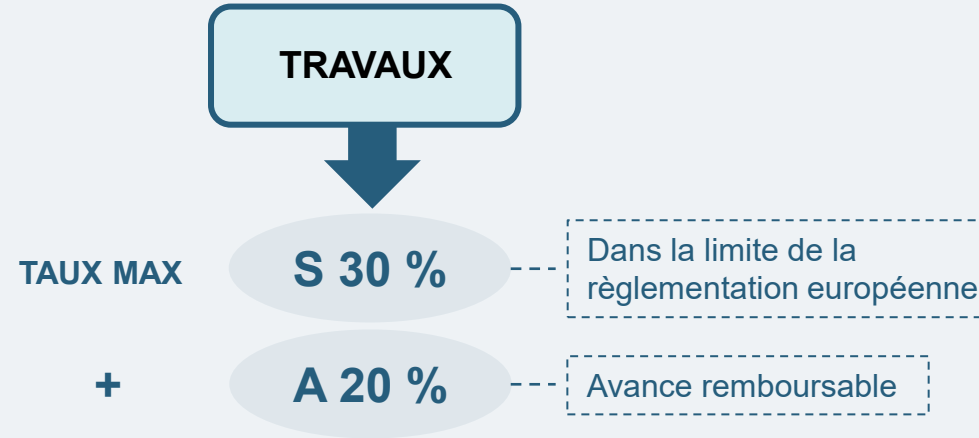 TRAVAUX
TAUX MAX
S 30 %
Dans la limite de la
règlementation européenne
+
A 20 %
Avance remboursable